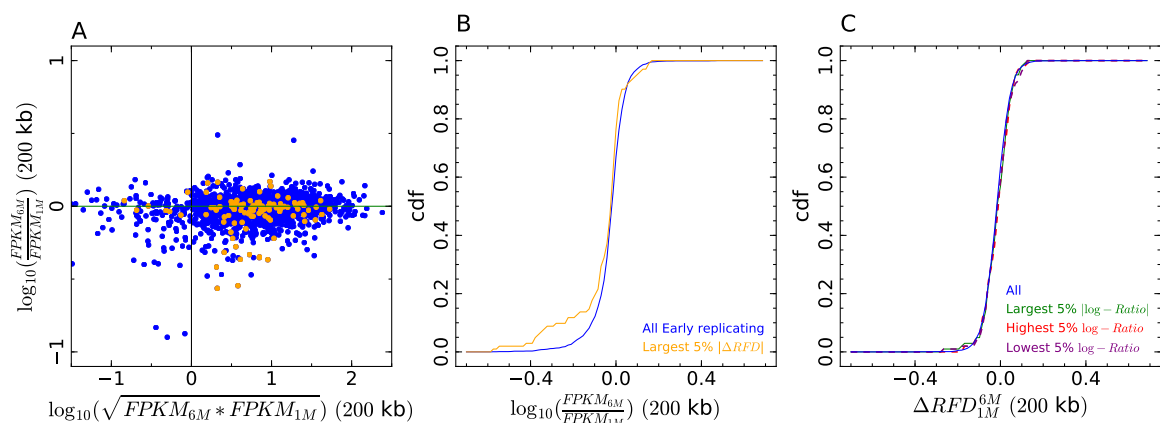 A
log10(FPKM6M/FPKM1M) (200 kb)
1
0
−1
−1
0
1
2
log10(√FPKM6M ∗ FPKM1M) (200 kb)
B
cdf
1.0
0.8
0.6
0.4
0.2
0.0
All Early replicating
Largest 5% |ΔRFD|
−0.4
0.0
0.4
log10(FPKM6M/FPKM1M) (200 kb)
C
cdf
1.0
0.8
0.6
0.4
0.2
0.0
All
Largest 5% |log − Ratio|
Highest 5% log − Ratio
Lowest 5% log − Ratio
−0.4
0.0
0.4
ΔRFD 6M 1M (200 kb)